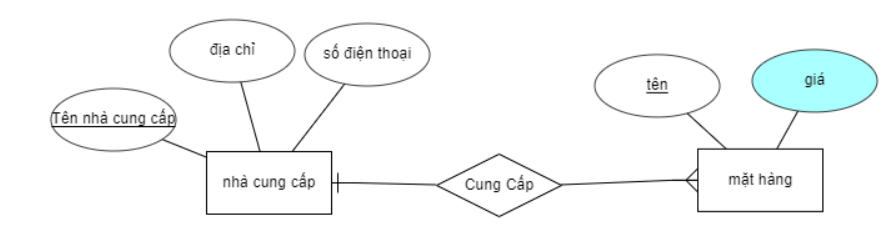 địa chỉ
số điện thoại
tên
giá
Tên nhà cung cấp
nhà cung cấp
Cung Cấp
mặt hàng